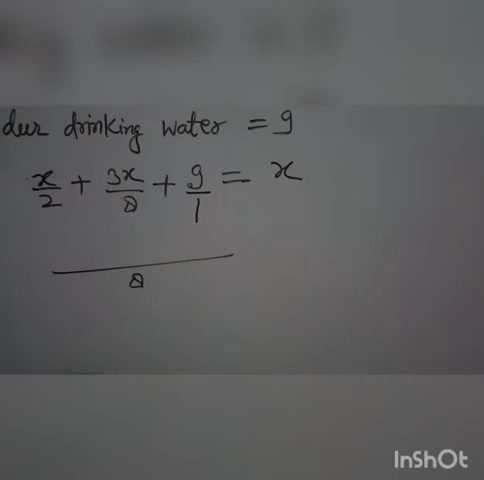 deer drinking water = 9
x/2 + 3x/8 + 9/1 = x
8
InShOt